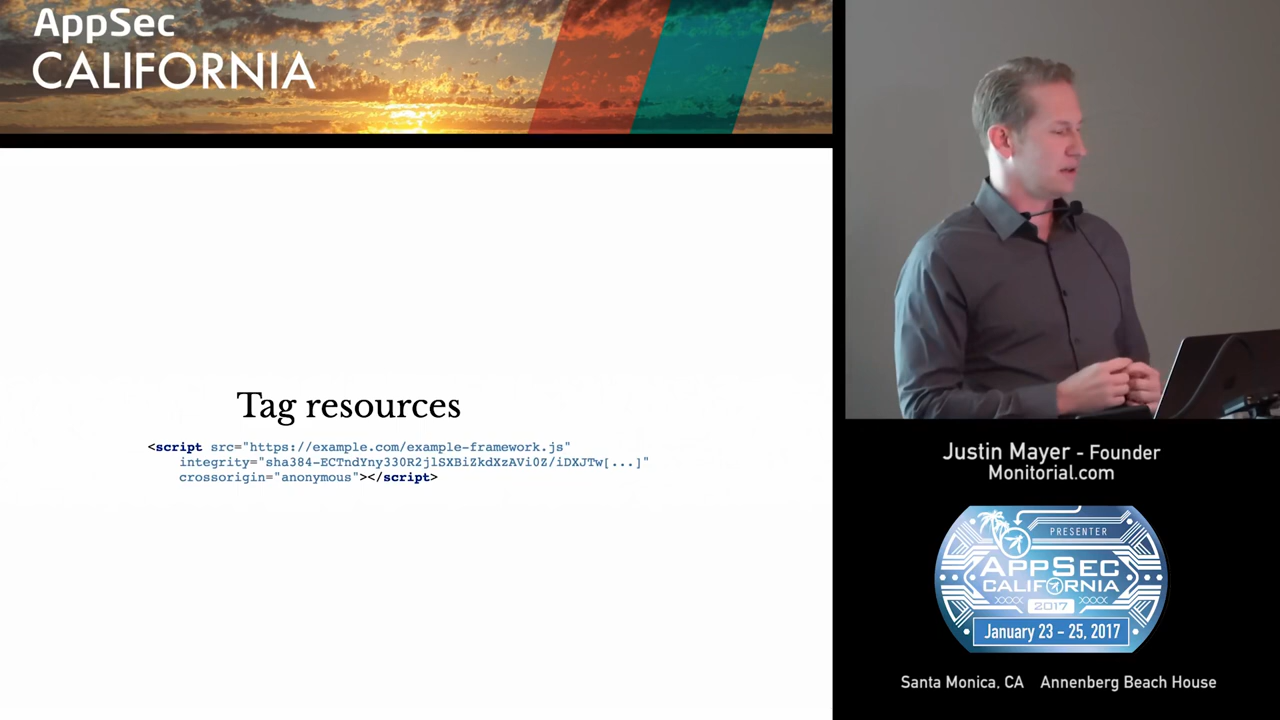 AppSec
CALIFORNIA
Tag resources
<script src="https://example.com/example-framework.js"
integrity="sha384-ECTndYny330R2jlSXBiZkdXzAVi0Z/iDXJTw[...]"
crossorigin="anonymous"></script>
Justin Mayer - Founder
Monitorial.com
PRESENTER
APPSEC
CALIFORNIA
2017
January 23 - 25, 2017
Santa Monica, CA Annenberg Beach House